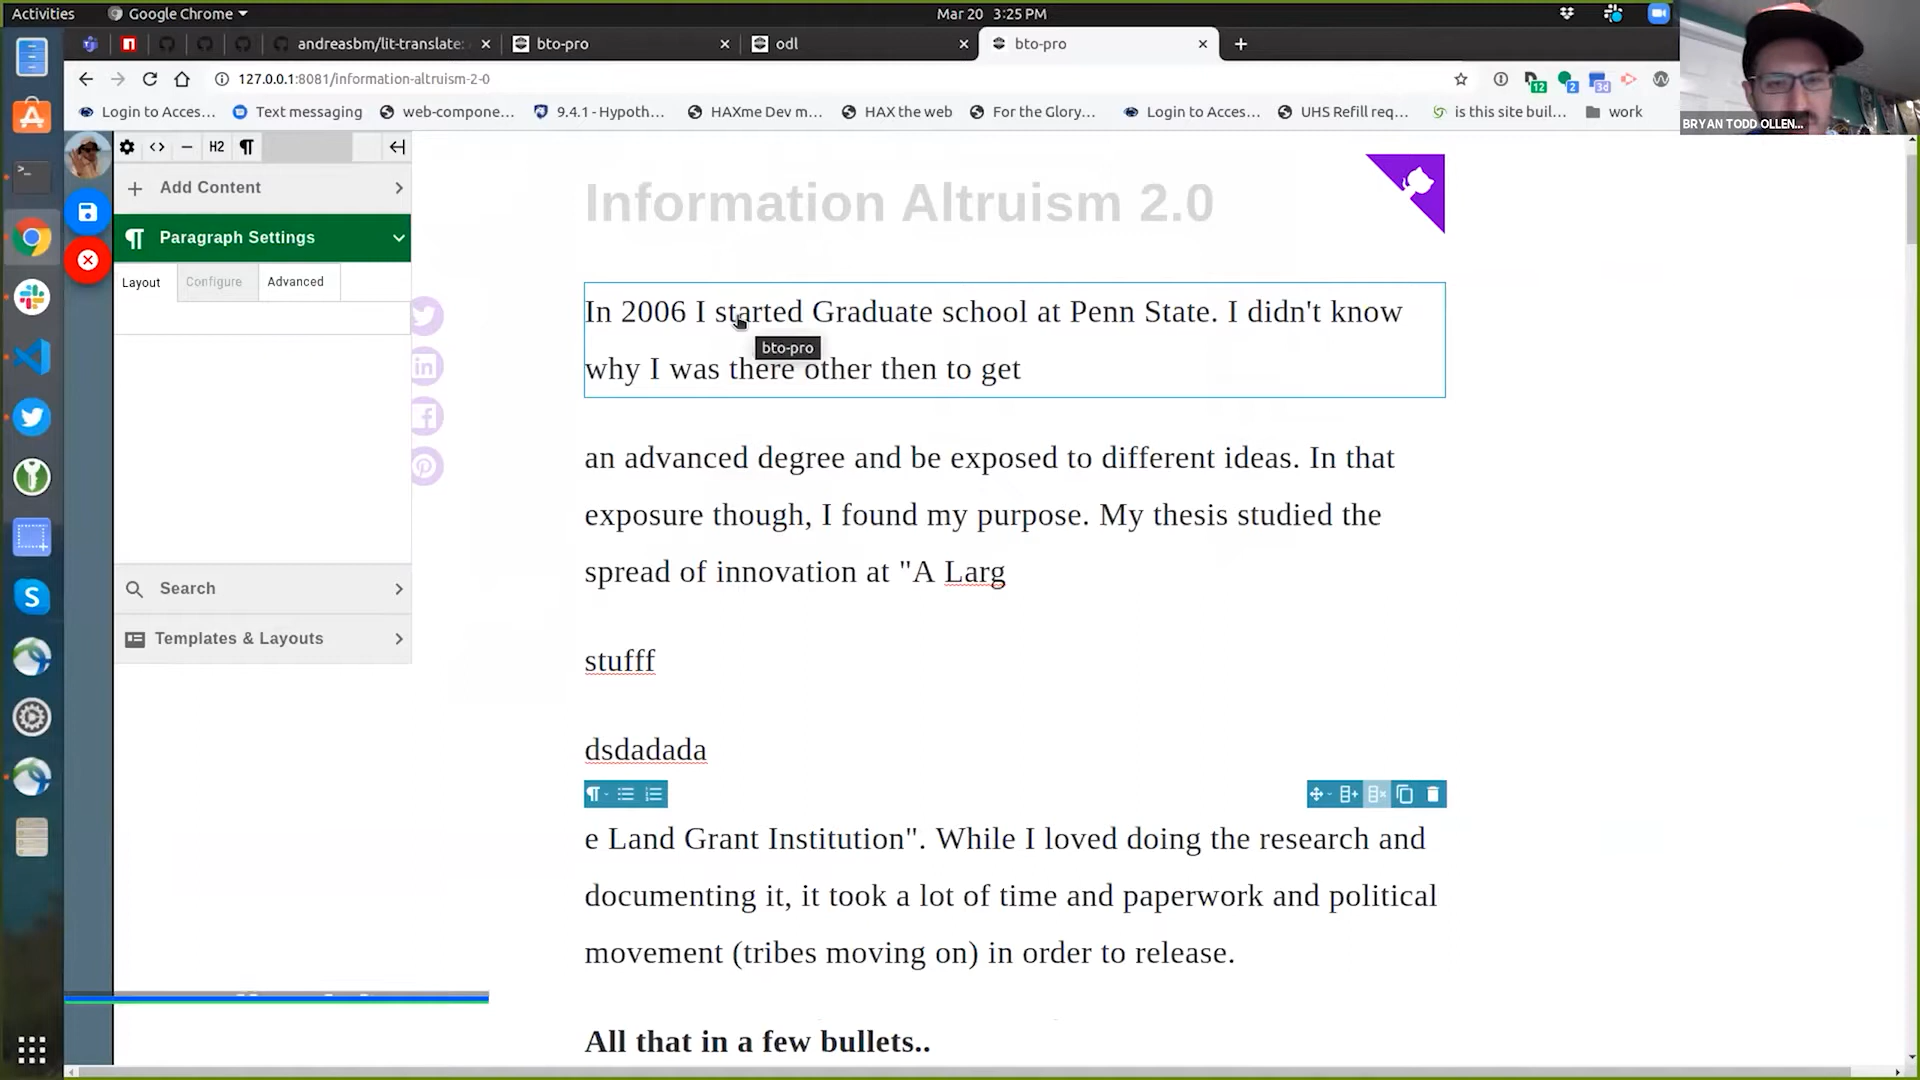 Activities
Google Chrome
Mar 20 3:25 PM
andreasbm/lit-translate:
bto-pro
odl
bto-pro
127.0.0.1:8081/information-altruism-2-0
12
2
3d
Login to Acces…
Text messaging
web-compone…
9.4.1 - Hypoth…
HAXme Dev m…
HAX the web
For the Glory…
Login to Acces…
UHS Refill req…
is this site buil…
work
BRYAN TODD OLLEN...
H2
Add Content
Paragraph Settings
Layout
Configure
Advanced
Search
Templates & Layouts
Information Altruism 2.0
In 2006 I started Graduate school at Penn State. I didn't know
bto-pro
why I was there other then to get
an advanced degree and be exposed to different ideas. In that
exposure though, I found my purpose. My thesis studied the
spread of innovation at "A Larg
stufff
dsdadada
e Land Grant Institution". While I loved doing the research and
documenting it, it took a lot of time and paperwork and political
movement (tribes moving on) in order to release.
All that in a few bullets..